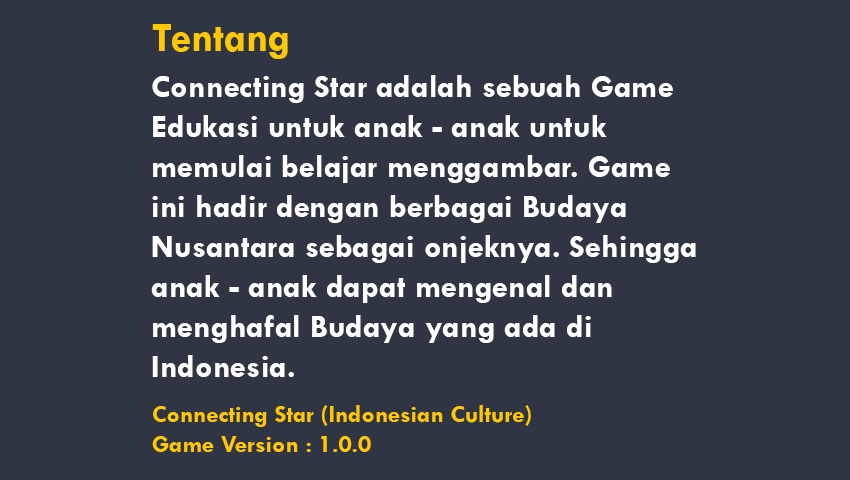 Tentang
Connecting Star adalah sebuah Game
Edukasi untuk anak - anak untuk
memulai belajar menggambar. Game
ini hadir dengan berbagai Budaya
Nusantara sebagai onjeknya. Sehingga
anak - anak dapat mengenal dan
menghafal Budaya yang ada di
Indonesia.
Connecting Star (Indonesian Culture)
Game Version : 1.0.0